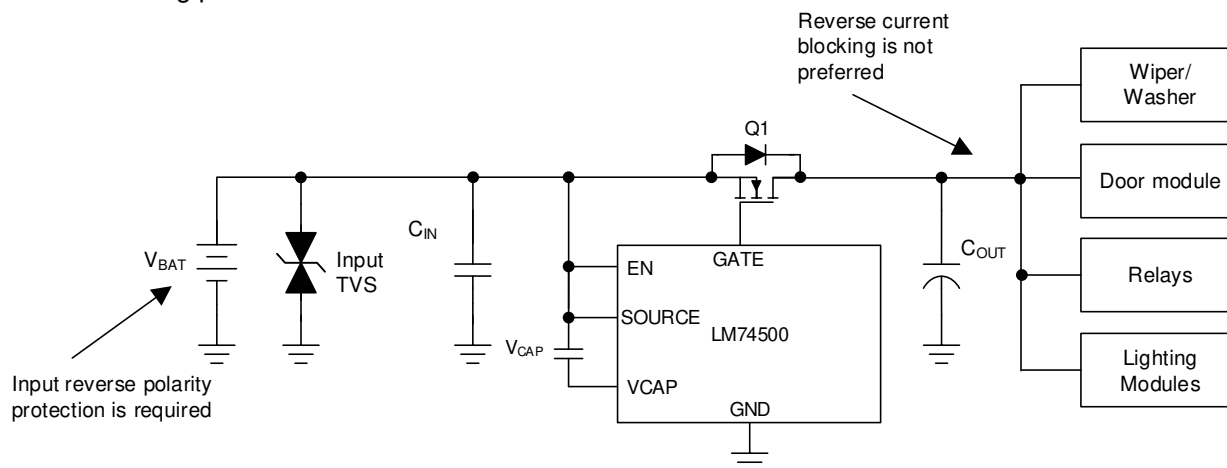 Reverse current
blocking is not
preferred
Wiper/
Washer
Q1
Door module
C_IN
V_BAT
Input
TVS
EN
GATE
C_OUT
SOURCE
LM74500
Relays
V_CAP
VCAP
Input reverse polarity
protection is required
GND
Lighting
Modules